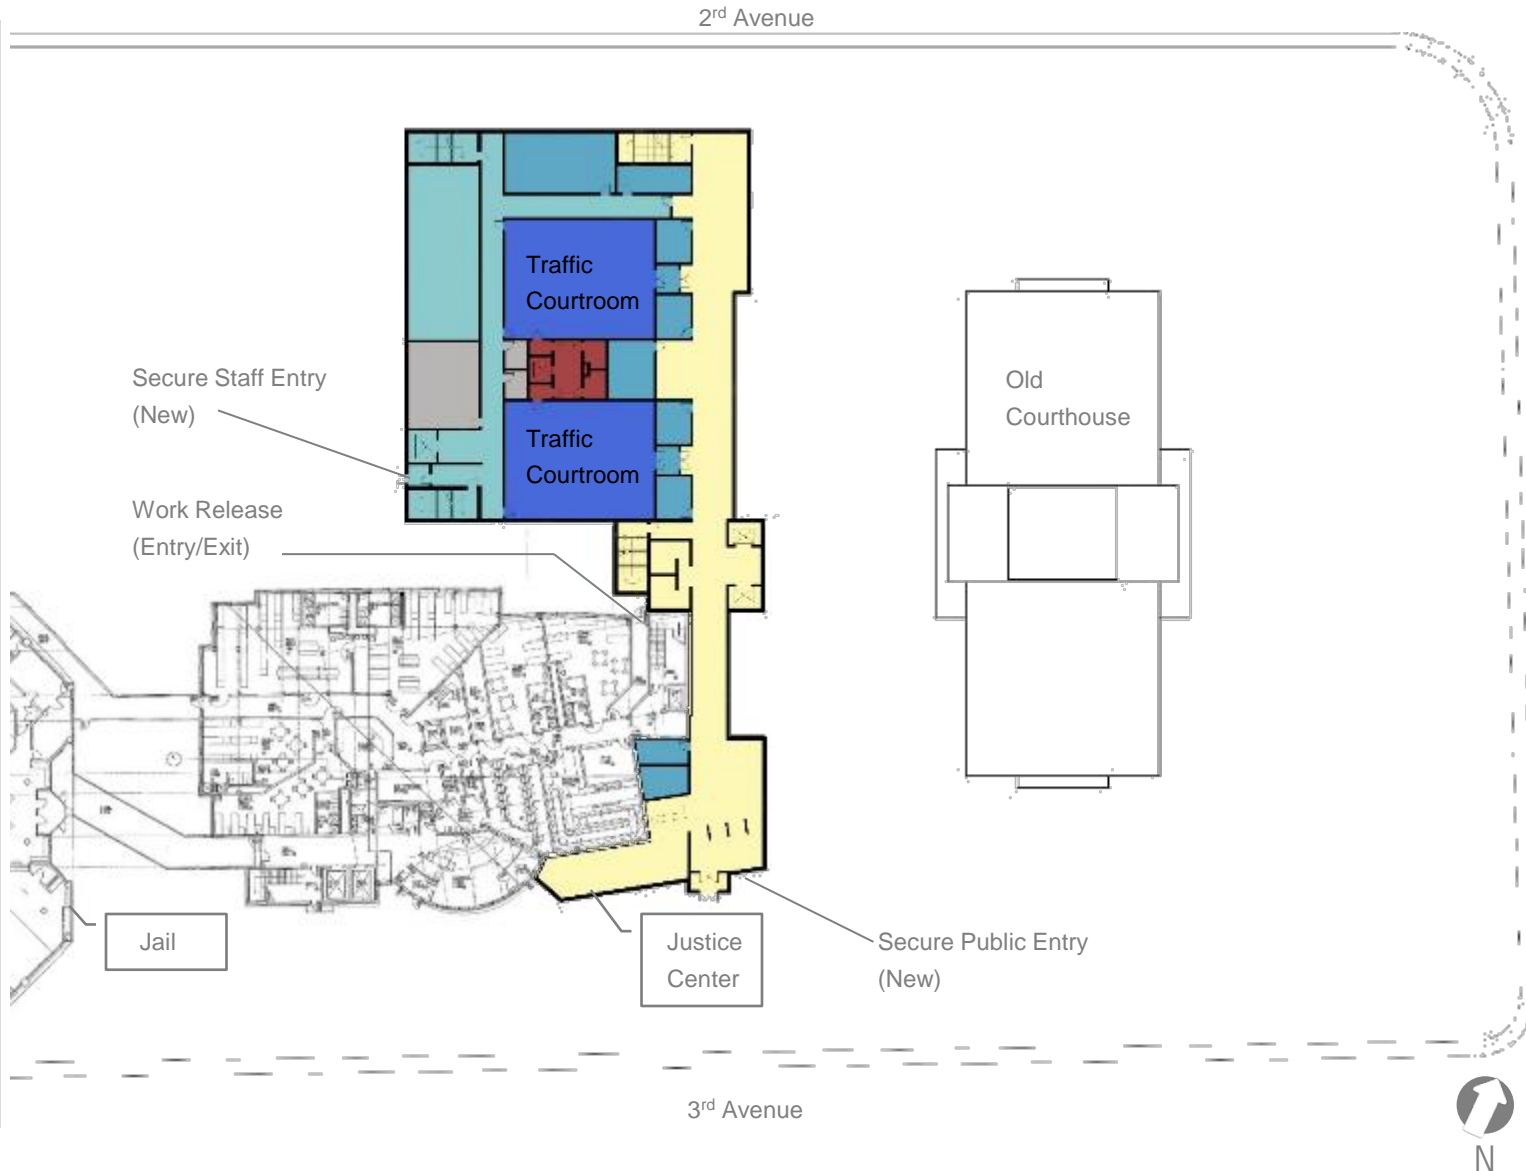 2rd Avenue
Traffic
Courtroom
Old
Courthouse
Secure Staff Entry
(New)
Traffic
Courtroom
Work Release
(Entry/Exit)
Jail
Justice
Center
Secure Public Entry
(New)
3rd Avenue
N